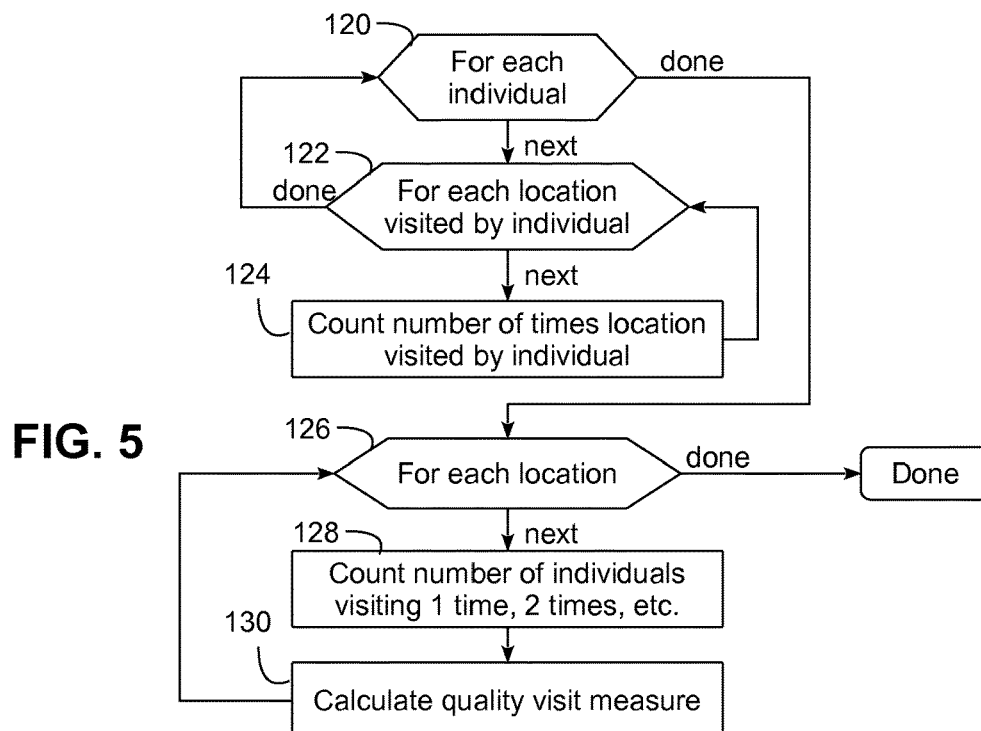 120
For each
individual
done
next
122
done
For each location
visited by individual
next
124
Count number of times location
visited by individual
FIG. 5
126
For each location
done
Done
next
128
Count number of individuals
visiting 1 time, 2 times, etc.
130
Calculate quality visit measure